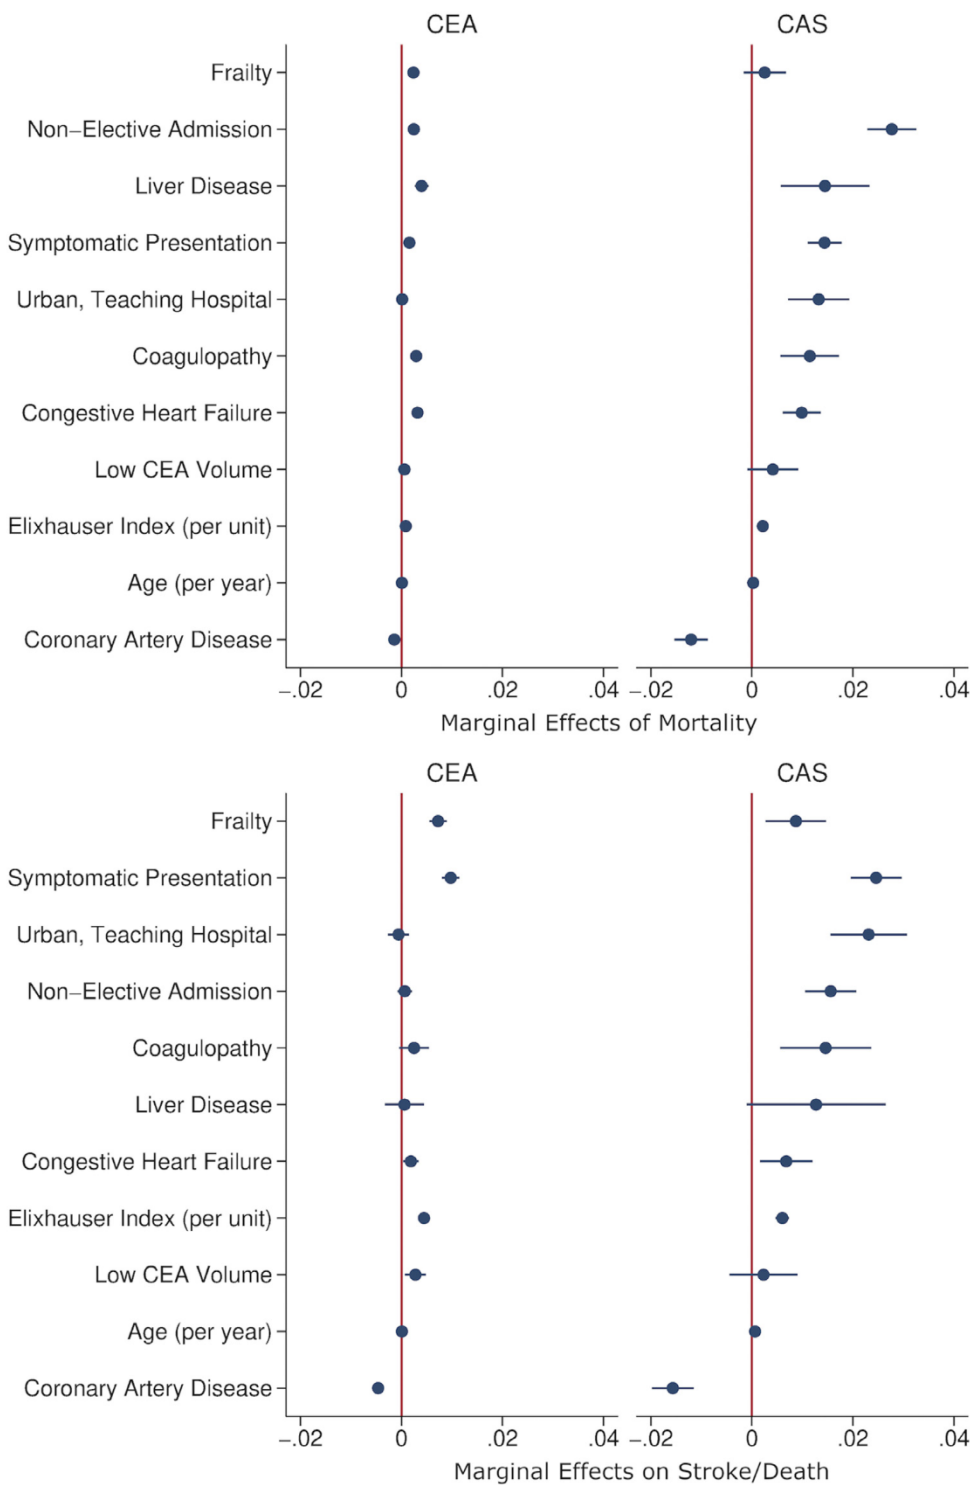 CEA CAS
Frailty
Non–Elective Admission
Liver Disease
Symptomatic Presentation
Urban, Teaching Hospital
Coagulopathy
Congestive Heart Failure
Low CEA Volume
Elixhauser Index (per unit)
Age (per year)
Coronary Artery Disease
–.02 0 .02 .04 –.02 0 .02 .04
Marginal Effects of Mortality
CEA CAS
Frailty
Symptomatic Presentation
Urban, Teaching Hospital
Non–Elective Admission
Coagulopathy
Liver Disease
Congestive Heart Failure
Elixhauser Index (per unit)
Low CEA Volume
Age (per year)
Coronary Artery Disease
–.02 0 .02 .04 –.02 0 .02 .04
Marginal Effects on Stroke/Death